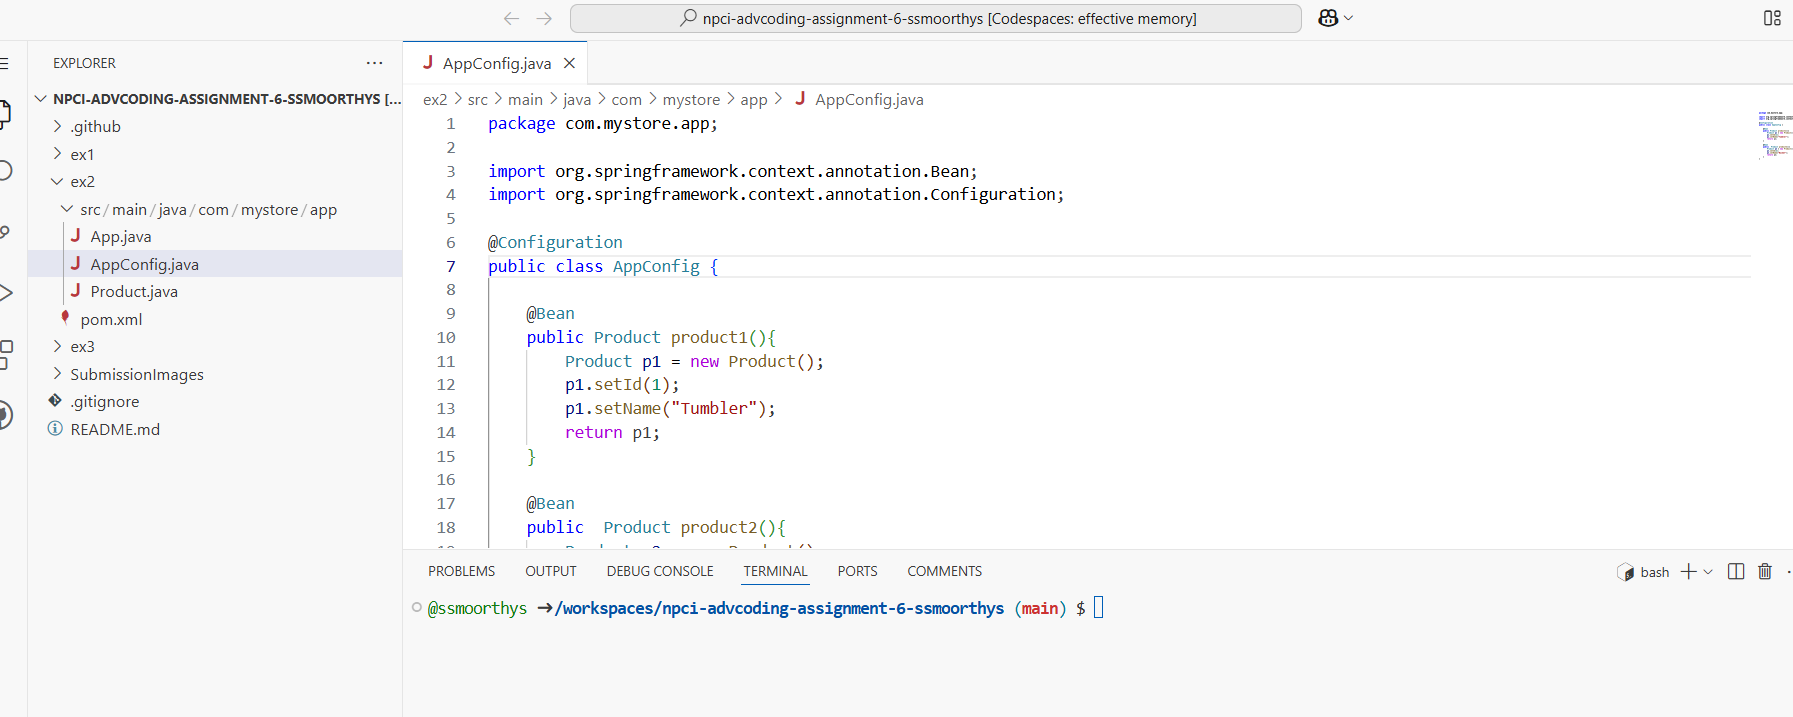 npci-advcoding-assignment-6-ssmoorthys [Codespaces: effective memory]
EXPLORER
NPCI-ADVCODING-ASSIGNMENT-6-SSMOORTHYS [...
.github
ex1
ex2
src/main/java/com/mystore/app
App.java
AppConfig.java
Product.java
pom.xml
ex3
SubmissionImages
.gitignore
README.md
AppConfig.java
ex2 > src > main > java > com > mystore > app > AppConfig.java
1 package com.mystore.app;
2
3 import org.springframework.context.annotation.Bean;
4 import org.springframework.context.annotation.Configuration;
5
6 @Configuration
7 public class AppConfig {
8
9 @Bean
10 public Product product1(){
11 Product p1 = new Product();
12 p1.setId(1);
13 p1.setName("Tumbler");
14 return p1;
15 }
16
17 @Bean
18 public  Product product2(){
PROBLEMS OUTPUT DEBUG CONSOLE TERMINAL PORTS COMMENTS
bash
@ssmoorthys →/workspaces/npci-advcoding-assignment-6-ssmoorthys (main) $